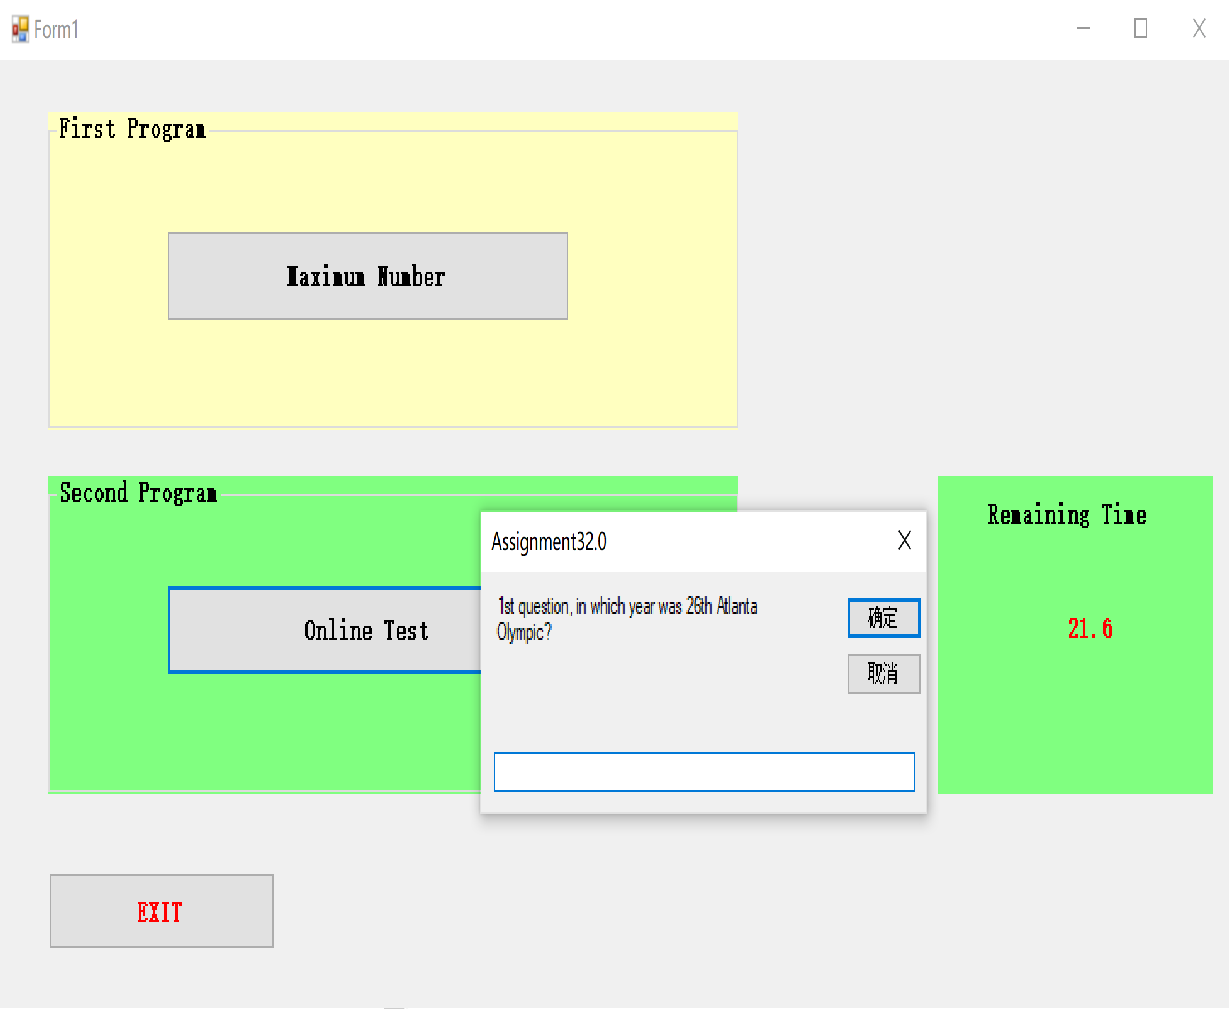 Form1
First Program
Maximum Number
Second Program
Online Test
Assignment32.0
1st question, in which year was 26th Atlanta
Olympic?
确定
取消
Remaining Time
21.6
EXIT